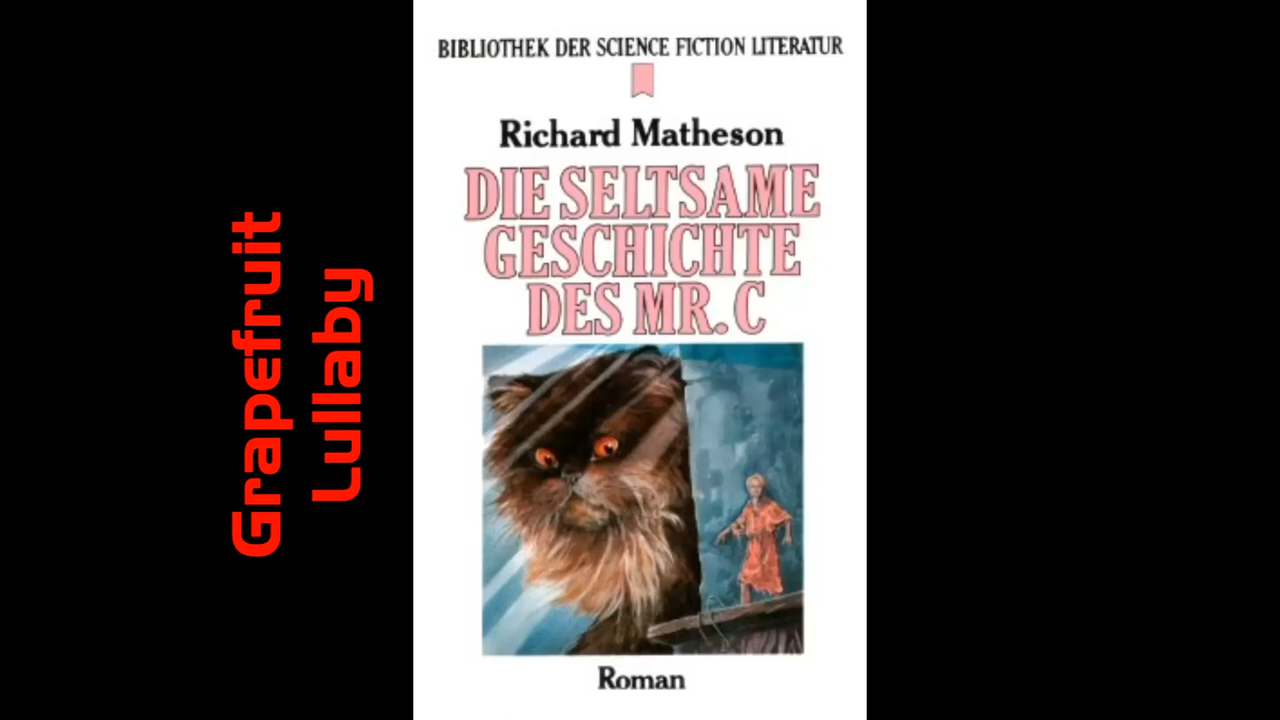 Grapefruit
Lullaby
BIBLIOTHEK DER SCIENCE FICTION LITERATUR
Richard Matheson
DIE SELTSAME
GESCHICHTE
DES MR. C
Roman